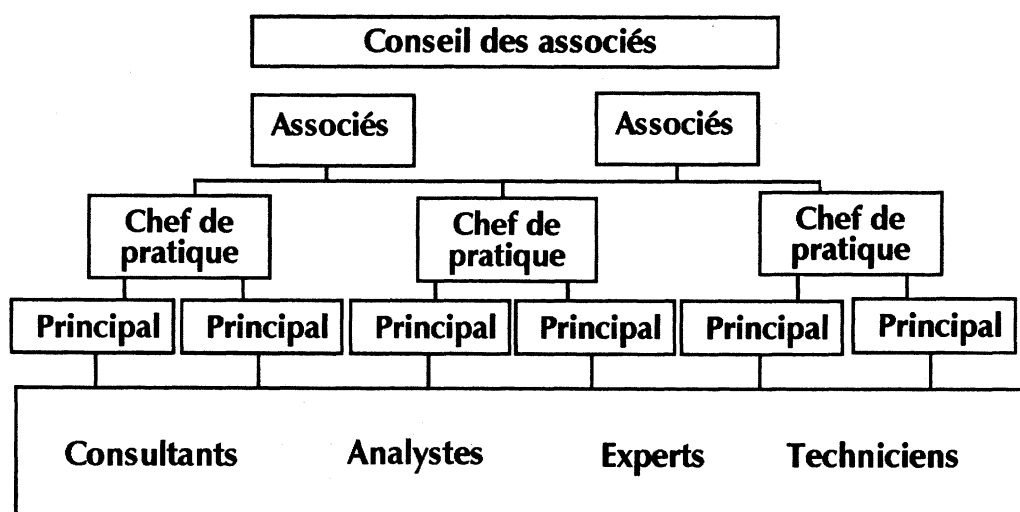 Conseil des associés
Associés
Associés
Chef de
pratique
Chef de
pratique
Chef de
pratique
Principal
Principal
Principal
Principal
Principal
Principal
Consultants
Analystes
Experts
Techniciens